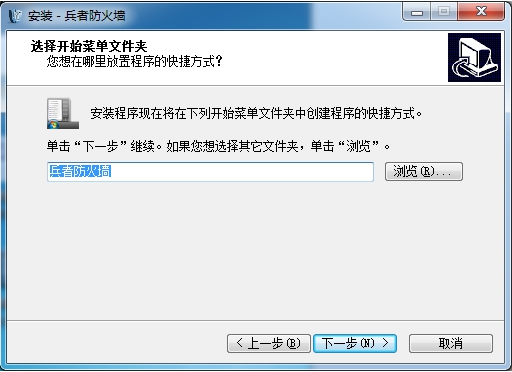 安装 - 兵者防火墙
选择开始菜单文件夹
您想在哪里放置程序的快捷方式？
安装程序现在将在下列开始菜单文件夹中创建程序的快捷方式。
单击“下一步”继续。如果您想选择其它文件夹，单击“浏览”。
兵者防火墙
浏览(R)...
< 上一步(B)
下一步(N) >
取消